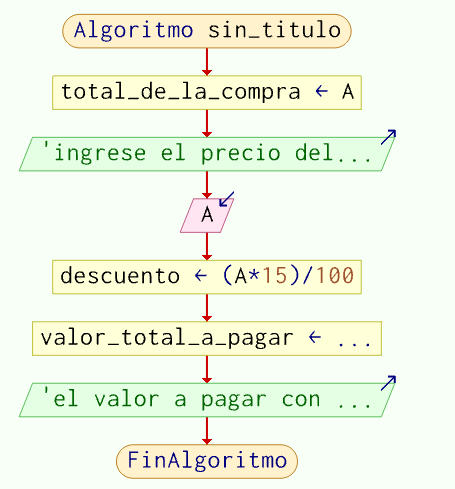 Algoritmo sin_titulo
total_de_la_compra ← A
'ingrese el precio del...
A
descuento ← (A*15)/100
valor_total_a_pagar ← ...
'el valor a pagar con ...
FinAlgoritmo